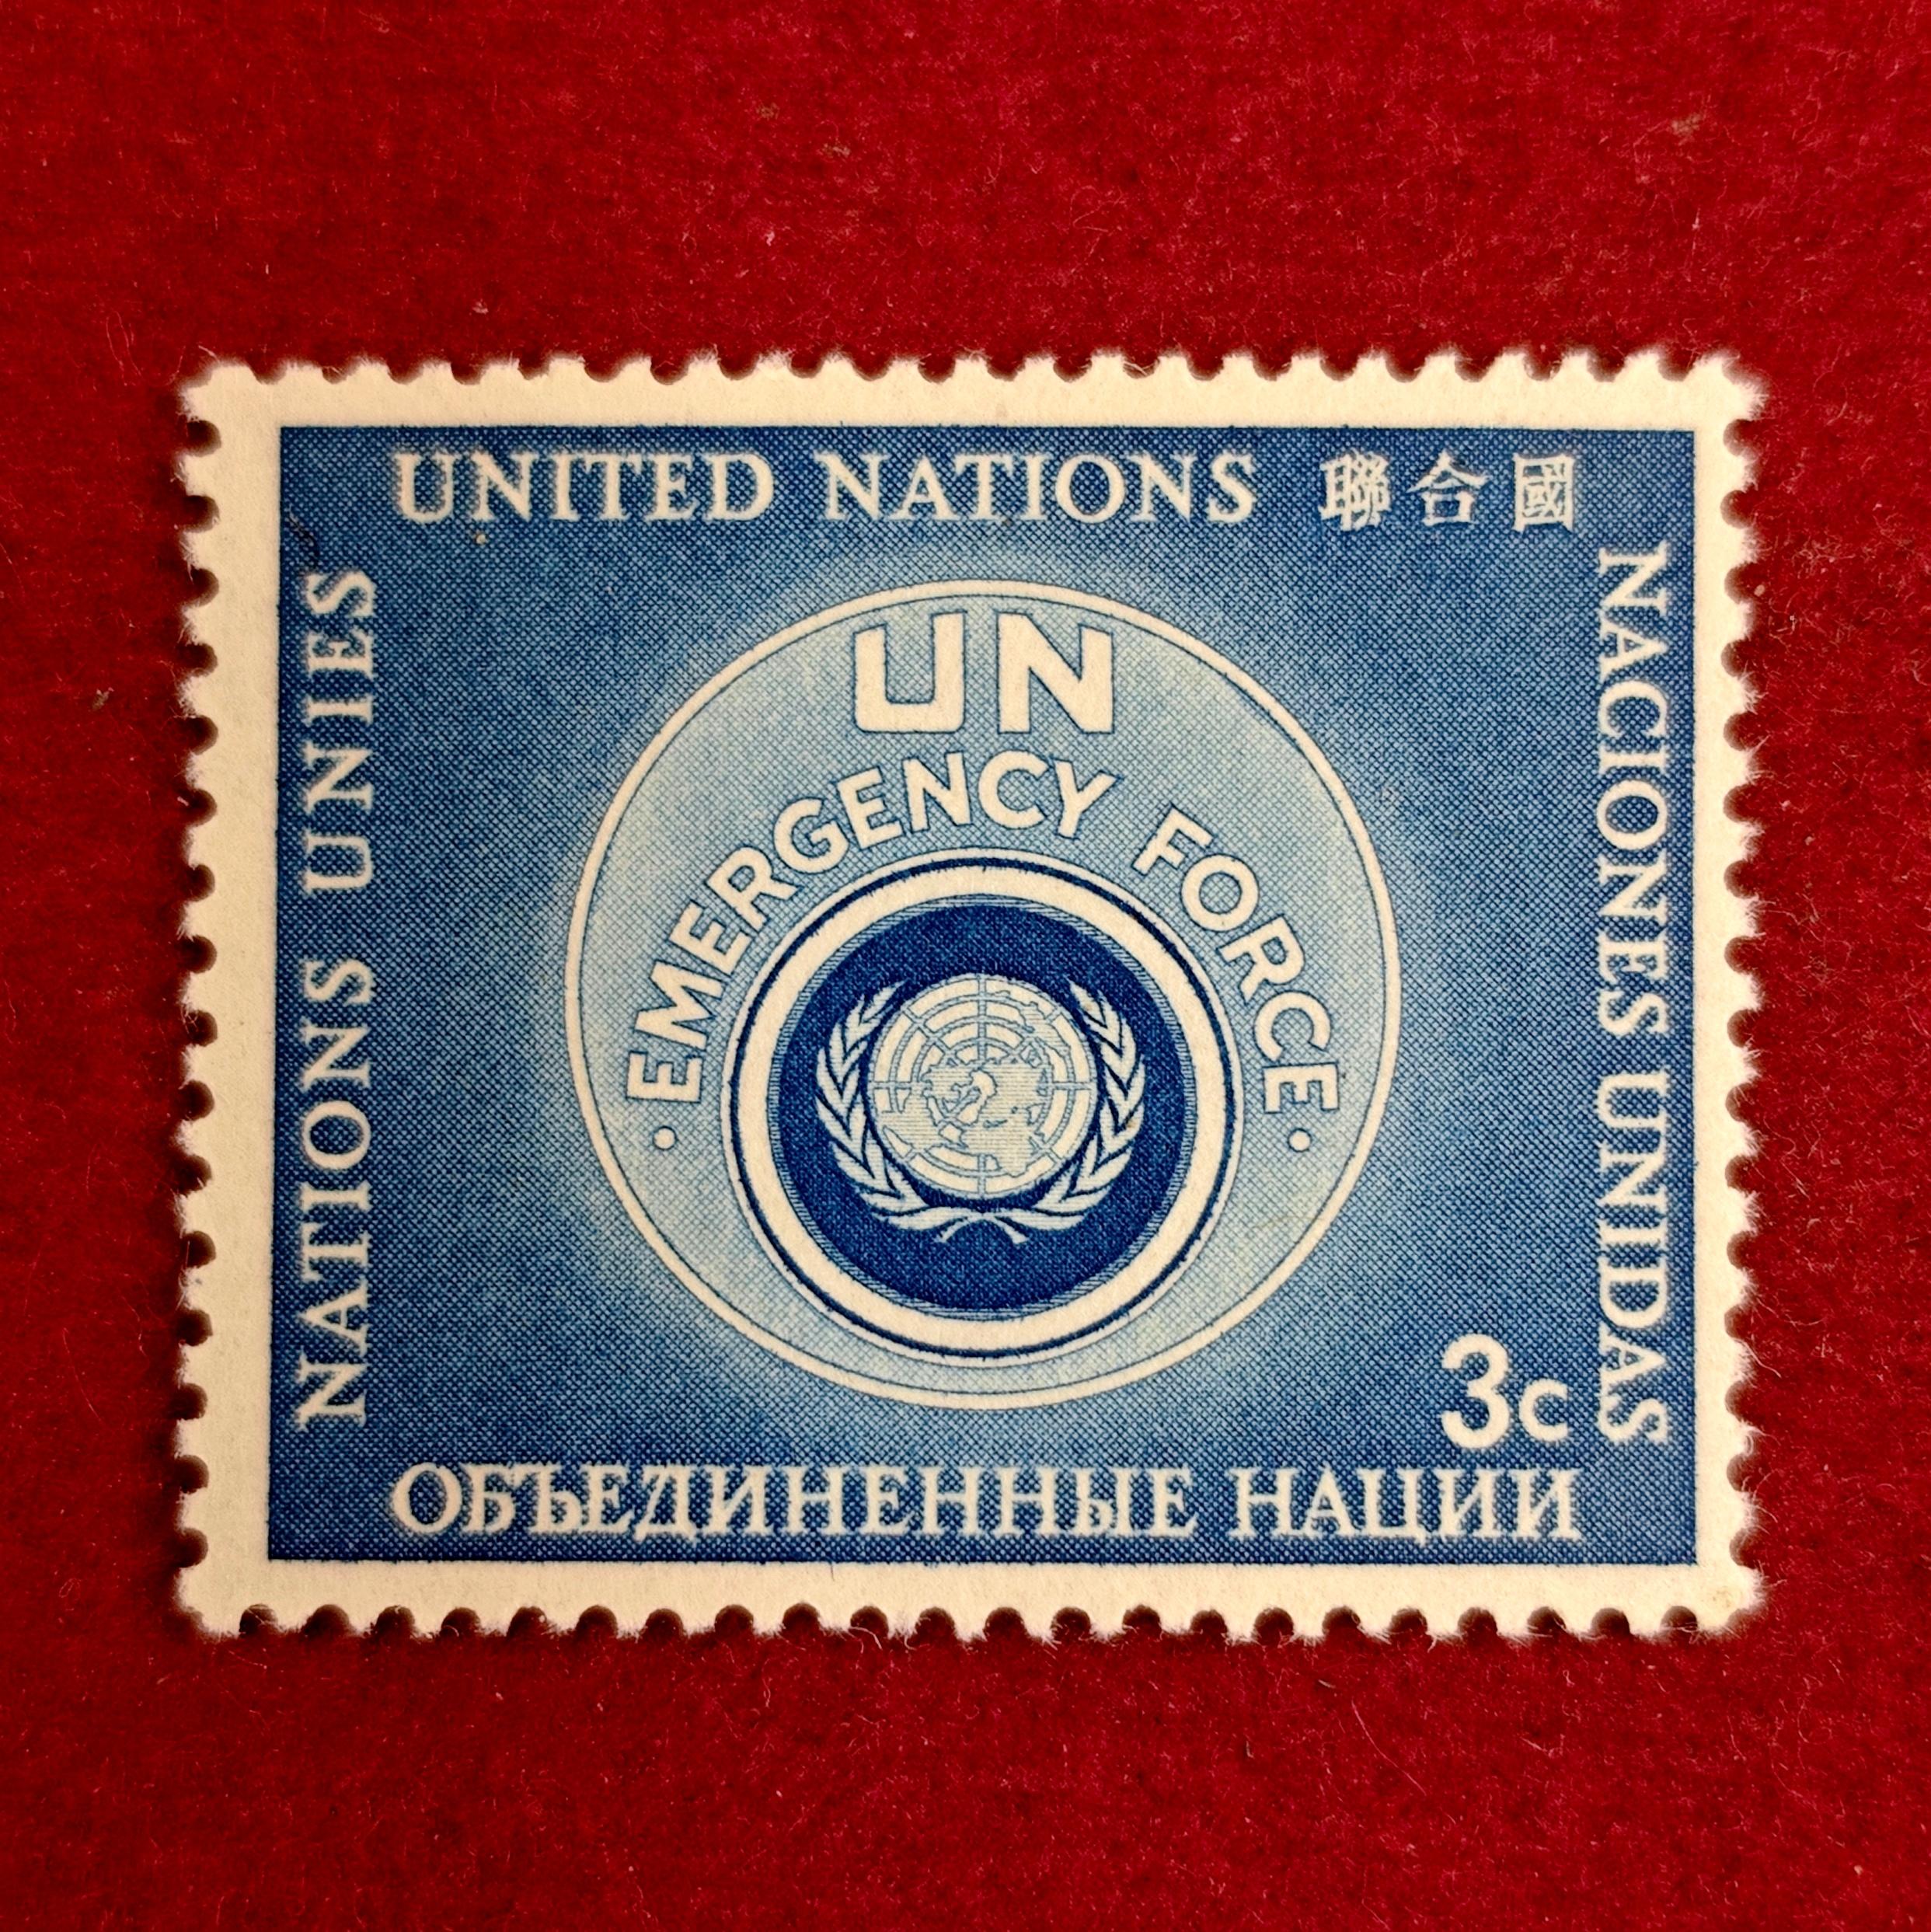 UNITED NATIONS 聯合國
NATIONS UNIES
NACIONES UNIDAS
UN
• EMERGENCY FORCE •
3c
ОБЪЕДИНЕННЫЕ НАЦИИ